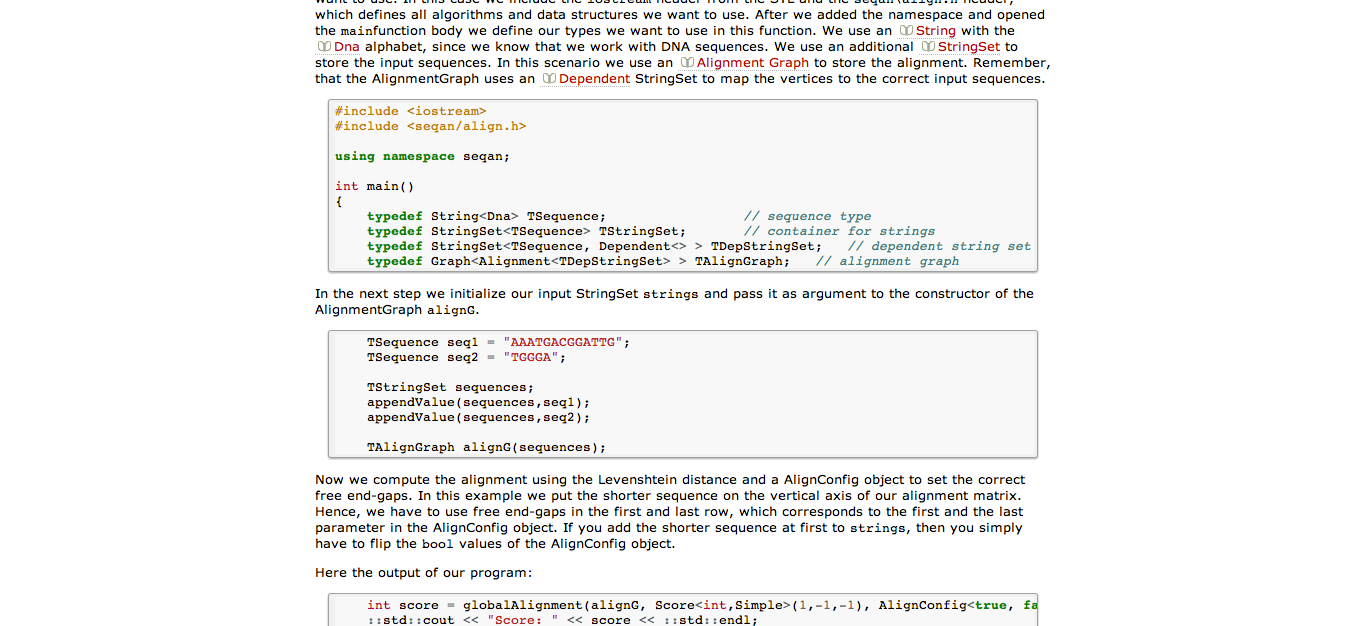 which defines all algorithms and data structures we want to use. After we added the namespace and opened
the mainfunction body we define our types we want to use in this function. We use an String with the
Dna alphabet, since we know that we work with DNA sequences. We use an additional StringSet to
store the input sequences. In this scenario we use an Alignment Graph to store the alignment. Remember,
that the AlignmentGraph uses an Dependent StringSet to map the vertices to the correct input sequences.
#include <iostream>
#include <seqan/align.h>
using namespace seqan;
int main()
{
typedef String<Dna> TSequence; // sequence type
typedef StringSet<TSequence> TStringSet; // container for strings
typedef StringSet<TSequence, Dependent<> > TDepStringSet; // dependent string set
typedef Graph<Alignment<TDepStringSet> > TAlignGraph; // alignment graph
In the next step we initialize our input StringSet strings and pass it as argument to the constructor of the
AlignmentGraph alignG.
TSequence seq1 = "AAATGACGGATTG";
TSequence seq2 = "TGGGA";
TStringSet sequences;
appendValue(sequences,seq1);
appendValue(sequences,seq2);
TAlignGraph alignG(sequences);
Now we compute the alignment using the Levenshtein distance and a AlignConfig object to set the correct
free end-gaps. In this example we put the shorter sequence on the vertical axis of our alignment matrix.
Hence, we have to use free end-gaps in the first and last row, which corresponds to the first and the last
parameter in the AlignConfig object. If you add the shorter sequence at first to strings, then you simply
have to flip the bool values of the AlignConfig object.
Here the output of our program:
int score = globalAlignment(alignG, Score<int,Simple>(1,-1,-1), AlignConfig<true, fa
::std::cout << "Score: " << score << ::std::endl;